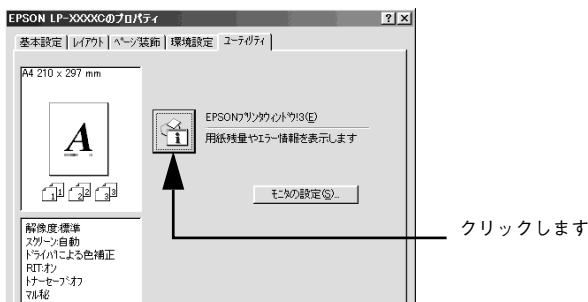 EPSON LP-XXXXCのプロパティ
基本設定 レイアウト ページ装飾 環境設定 ユーティリティ
A4 210 x 297 mm
A
1 2 3
1 2 3
EPSONプリンタウィンドウ!3(E)
用紙残量やエラー情報を表示します
モニタの設定(S)...
クリックします
解像度:標準
スクリーン:自動
ドライバによる色補正
RIT:オン
トナーセーブ:オフ
マル秘